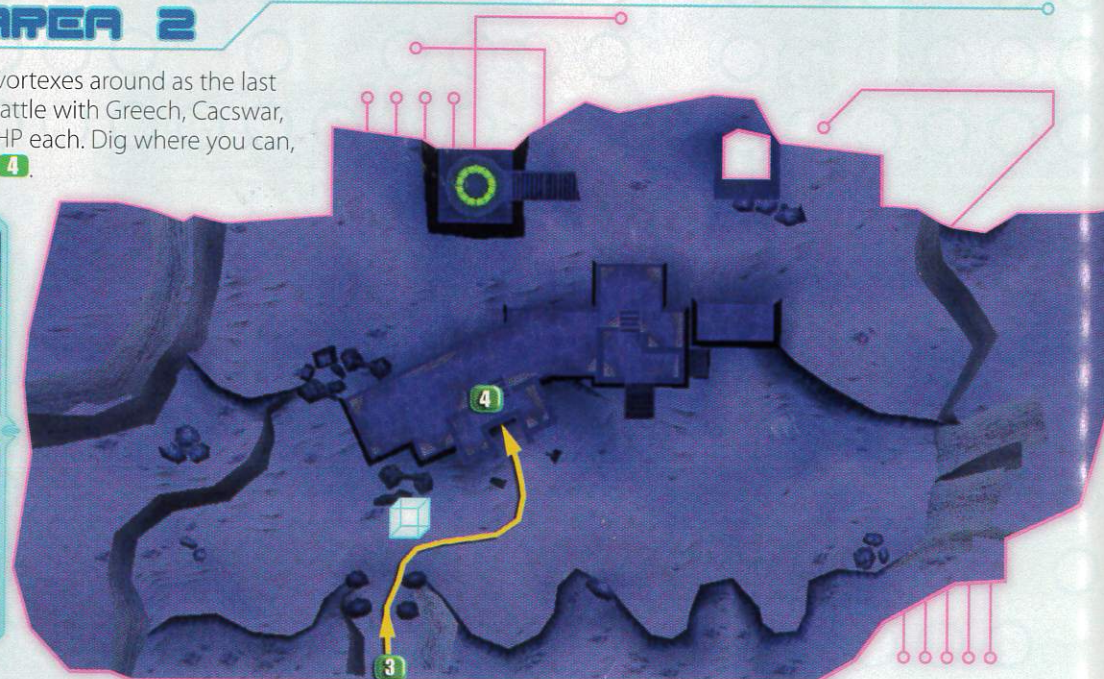 AREA 2
vortexes around as the last
attle with Greech, Cacswar,
HP each. Dig where you can,
4.
4
3